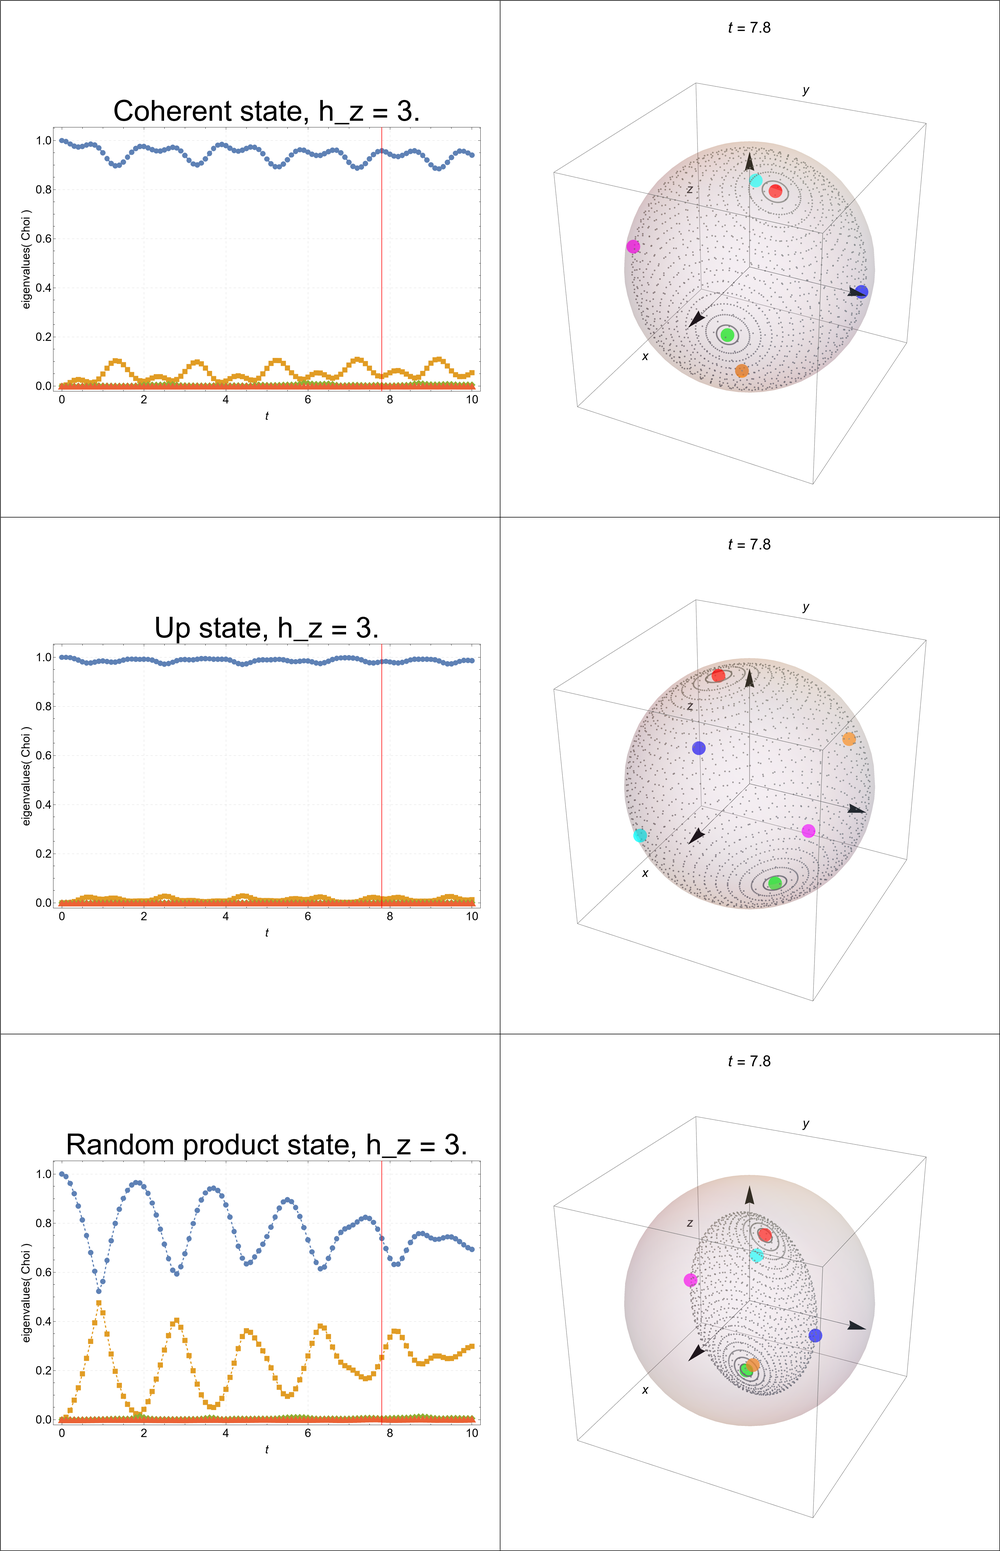 t = 7.8
Coherent state, h_z = 3.
eigenvalues( Choi )
1.0
0.8
0.6
0.4
0.2
0.0
0 2 4 6 8 10
t
y
z
x
t = 7.8
Up state, h_z = 3.
eigenvalues( Choi )
1.0
0.8
0.6
0.4
0.2
0.0
0 2 4 6 8 10
t
y
z
x
t = 7.8
Random product state, h_z = 3.
eigenvalues( Choi )
1.0
0.8
0.6
0.4
0.2
0.0
0 2 4 6 8 10
t
y
z
x